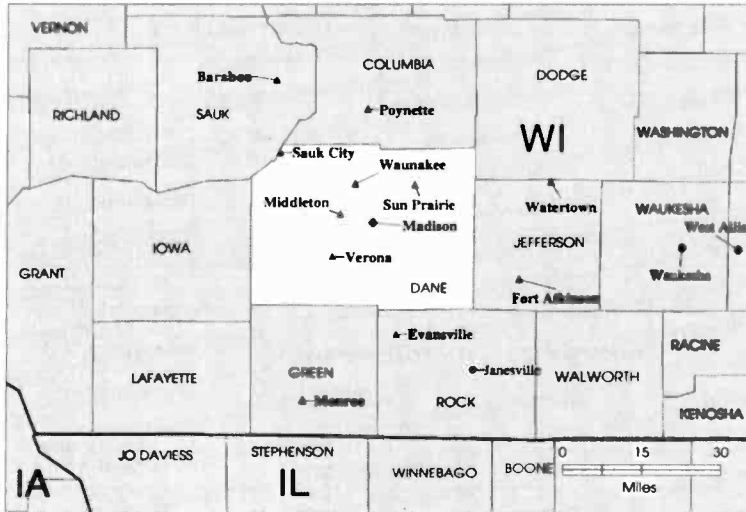 VERNON
COLUMBIA
DODGE
Baraboo
Poynette
RICHLAND
SAUK
WI
WASHINGTON
Sauk City
Waunakee
Middleton
Sun Prairie
Watertown
WAUKESHA
West Allis
Madison
IOWA
JEFFERSON
GRANT
Verona
Waukesha
DANE
Fort Atkinson
Evansville
RACINE
GREEN
Janesville
LAFAYETTE
WALWORTH
Monroe
ROCK
KENOSHA
JO DAVIESS
STEPHENSON
WINNEBAGO
BOONE
0 15 30
Miles
IA
IL